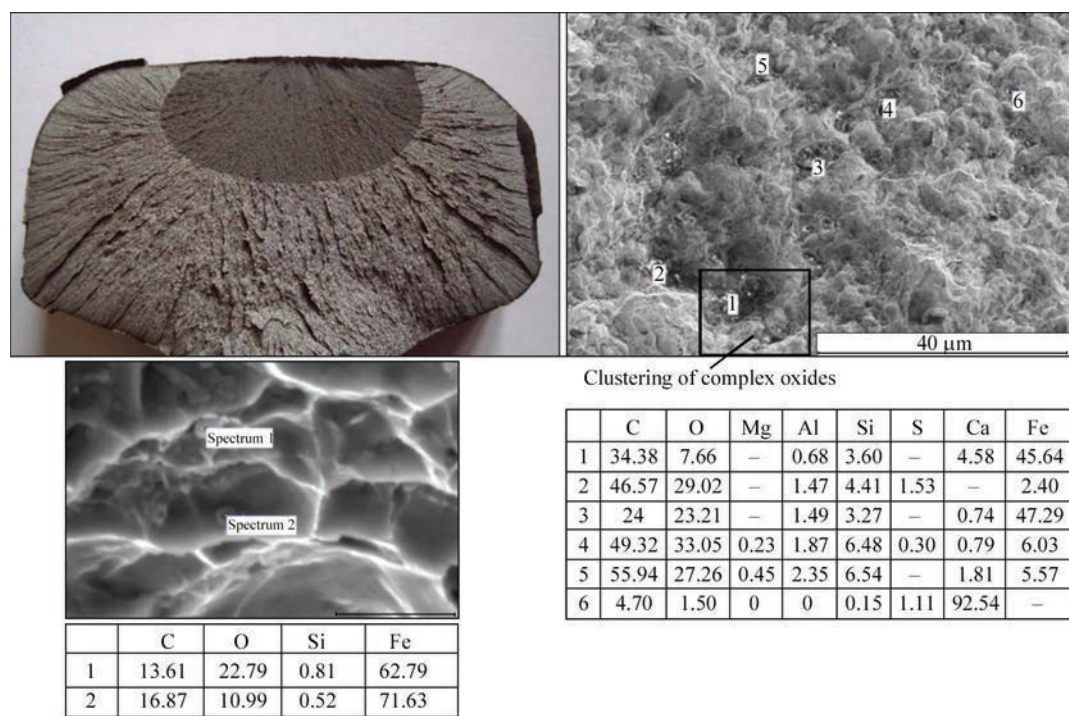 5
6
4
3
2
1
40 μm
Clustering of complex oxides
Spectrum 1
Spectrum 2
C O Mg Al Si S Ca Fe
1 34.38 7.66 – 0.68 3.60 – 4.58 45.64
2 46.57 29.02 – 1.47 4.41 1.53 – 2.40
3 24 23.21 – 1.49 3.27 – 0.74 47.29
4 49.32 33.05 0.23 1.87 6.48 0.30 0.79 6.03
5 55.94 27.26 0.45 2.35 6.54 – 1.81 5.57
6 4.70 1.50 0 0 0.15 1.11 92.54 –
C O Si Fe
1 13.61 22.79 0.81 62.79
2 16.87 10.99 0.52 71.63